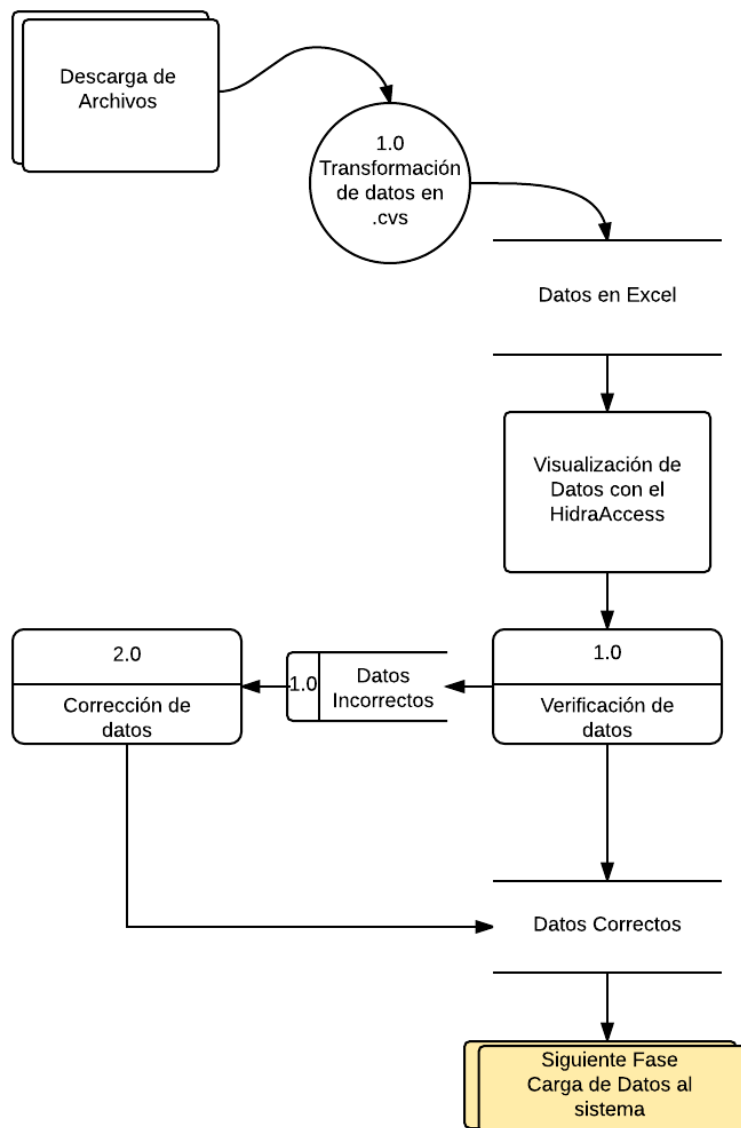 Descarga de
Archivos
1.0
Transformación
de datos en
.cvs
Datos en Excel
Visualización de
Datos con el
HidraAccess
2.0
Corrección de
datos
1.0
Datos
Incorrectos
1.0
Verificación de
datos
Datos Correctos
Siguiente Fase
Carga de Datos al
sistema